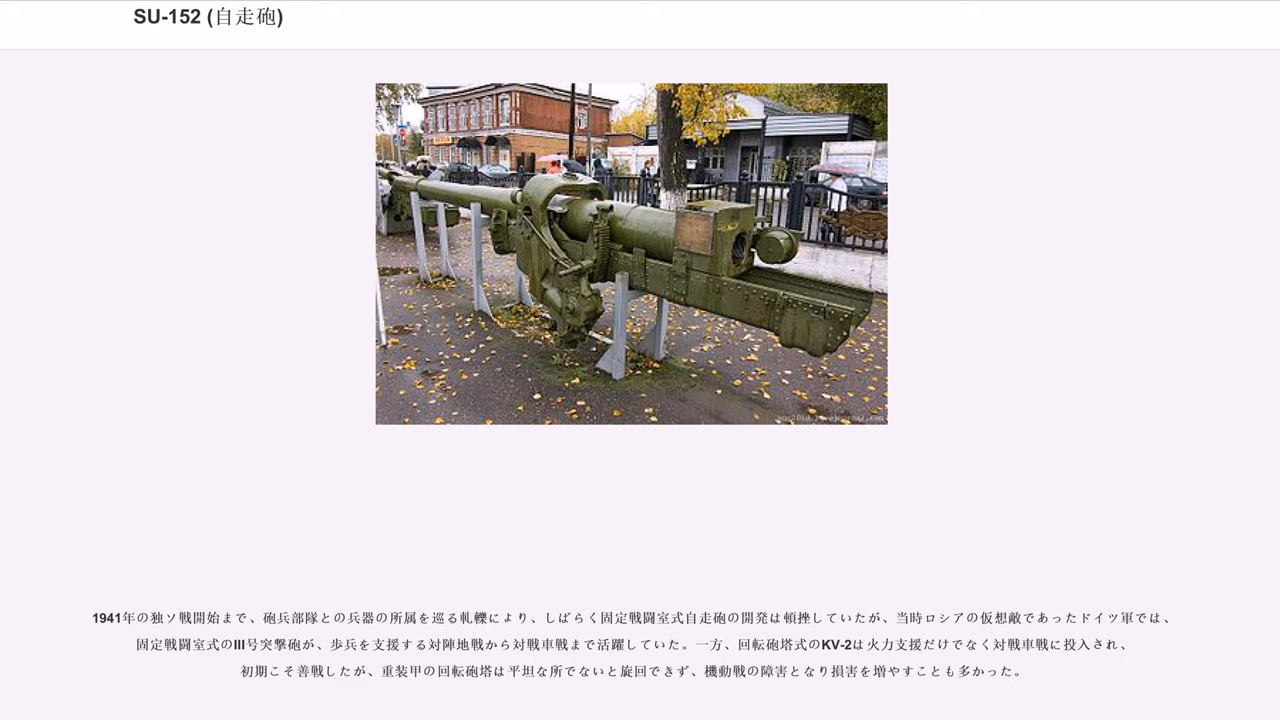 SU-152 (自走砲)
1941年の独ソ戦開始まで、砲兵部隊との兵器の所属を巡る軋轢により、しばらく固定戦闘室式自走砲の開発は頓挫していたが、当時ロシアの仮想敵であったドイツ軍では、
固定戦闘室式のIII号突撃砲が、歩兵を支援する対陣地戦から対戦車戦まで活躍していた。一方、回転砲塔式のKV-2は火力支援だけでなく対戦車戦に投入され、
初期こそ善戦したが、重装甲の回転砲塔は平坦な所でないと旋回できず、機動戦の障害となり損害を増やすことも多かった。